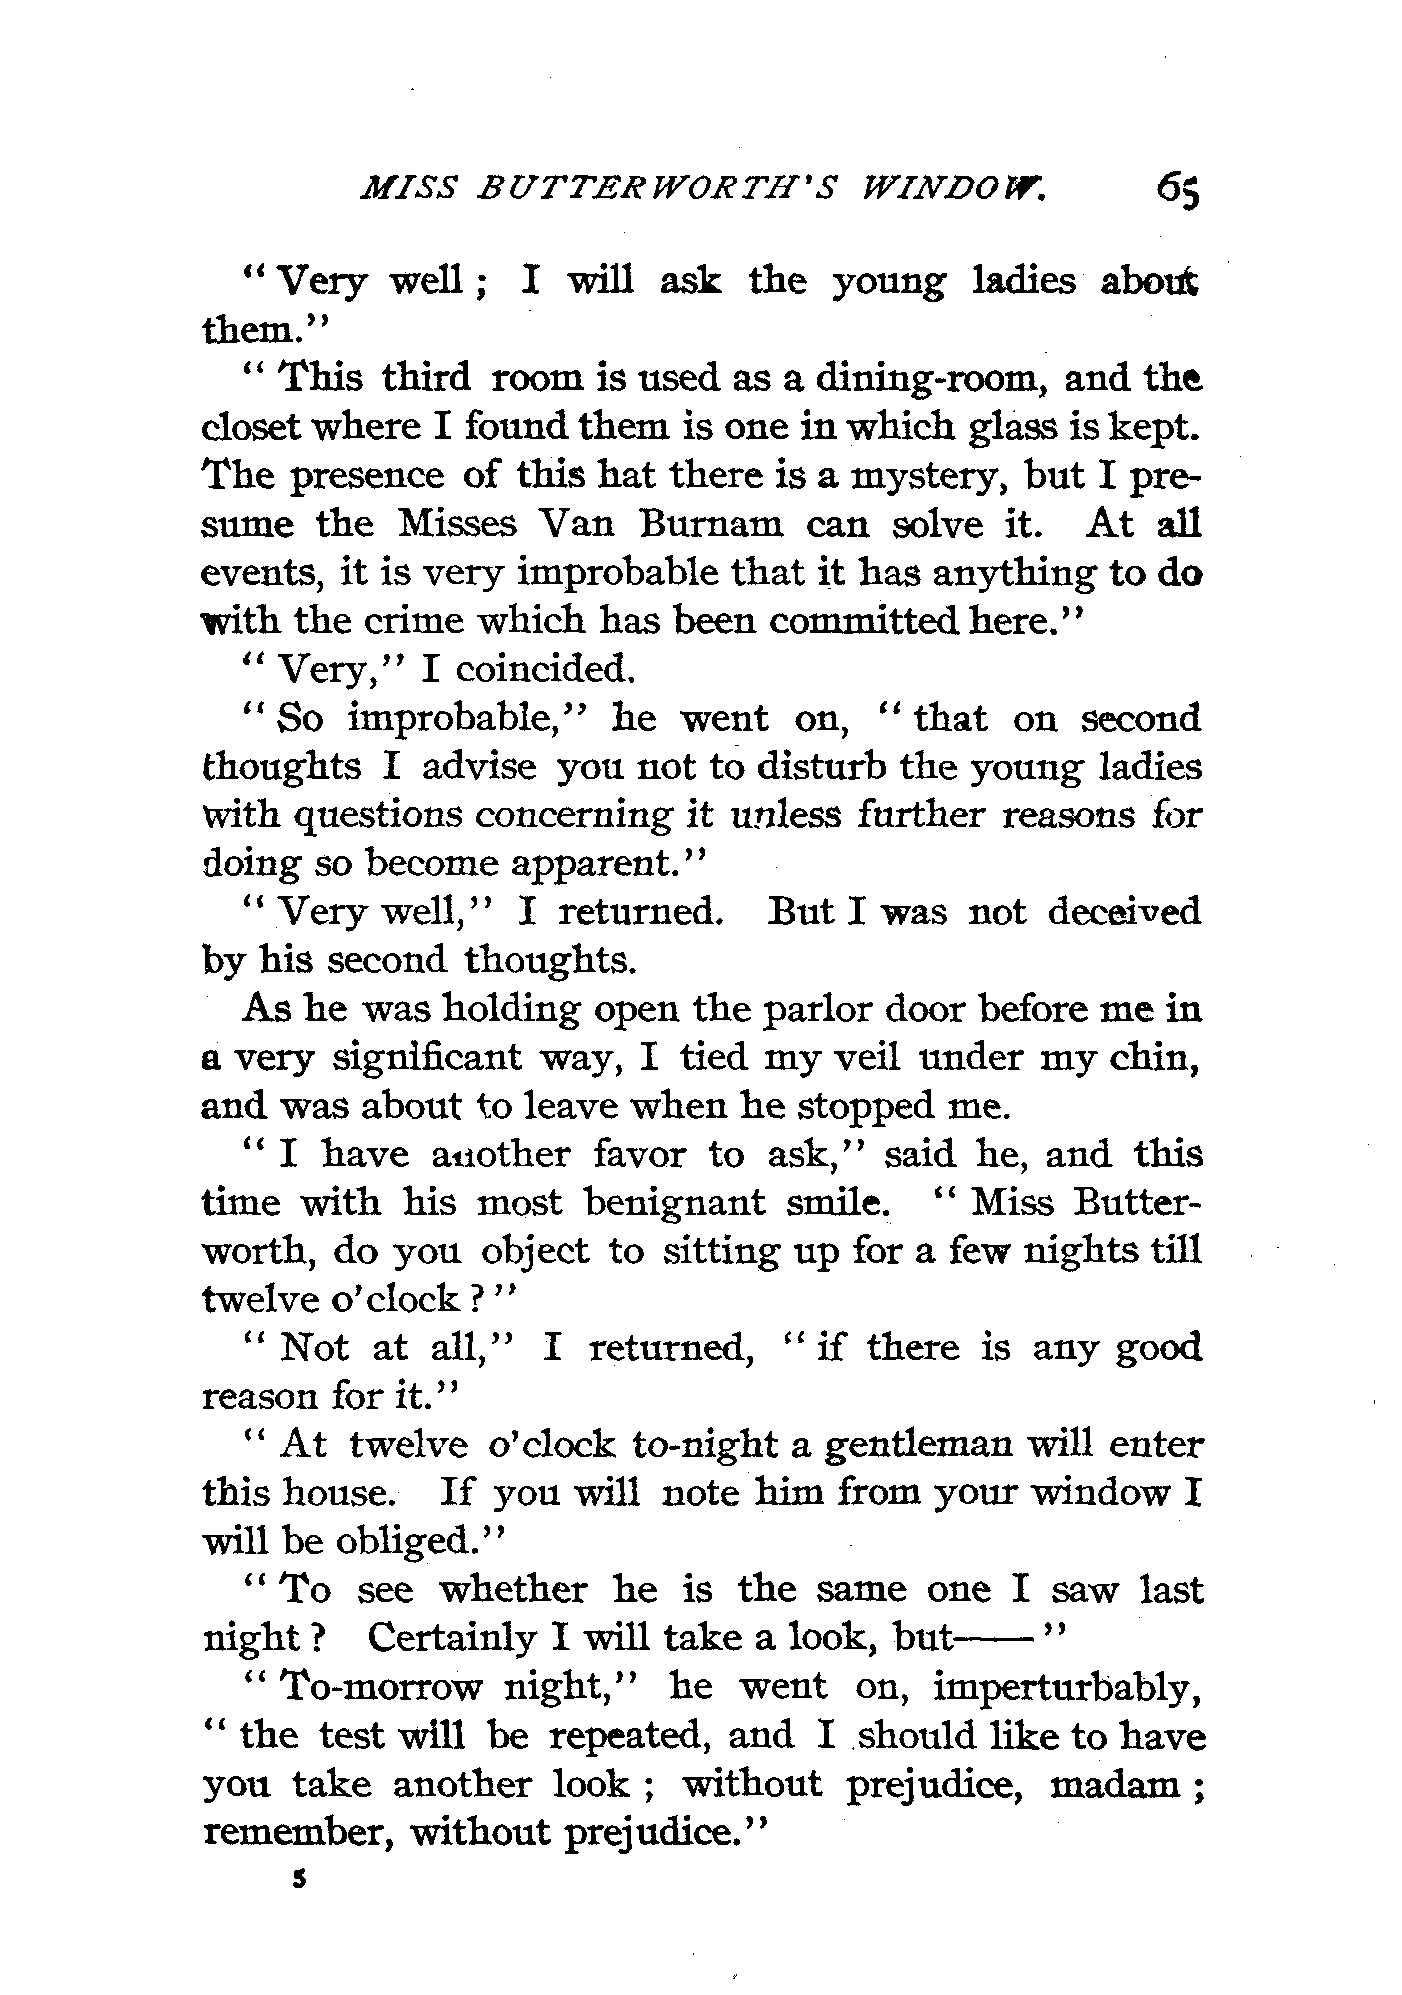 MISS BUTTERWORTH'S WINDOW. 65
“Very well; I will ask the young ladies about
them.”
“This third room is used as a dining-room, and the
closet where I found them is one in which glass is kept.
The presence of this hat there is a mystery, but I pre-
sume the Misses Van Burnam can solve it. At all
events, it is very improbable that it has anything to do
with the crime which has been committed here.”
“Very,” I coincided.
“So improbable,” he went on, “that on second
thoughts I advise you not to disturb the young ladies
with questions concerning it unless further reasons for
doing so become apparent.”
“Very well,” I returned. But I was not deceived
by his second thoughts.
As he was holding open the parlor door before me in
a very significant way, I tied my veil under my chin,
and was about to leave when he stopped me.
“I have another favor to ask,” said he, and this
time with his most benignant smile. “Miss Butter-
worth, do you object to sitting up for a few nights till
twelve o'clock?”
“Not at all,” I returned, “if there is any good
reason for it.”
“At twelve o'clock to-night a gentleman will enter
this house. If you will note him from your window I
will be obliged.”
“To see whether he is the same one I saw last
night? Certainly I will take a look, but——”
“To-morrow night,” he went on, imperturbably,
“the test will be repeated, and I should like to have
you take another look; without prejudice, madam;
remember, without prejudice.”
5